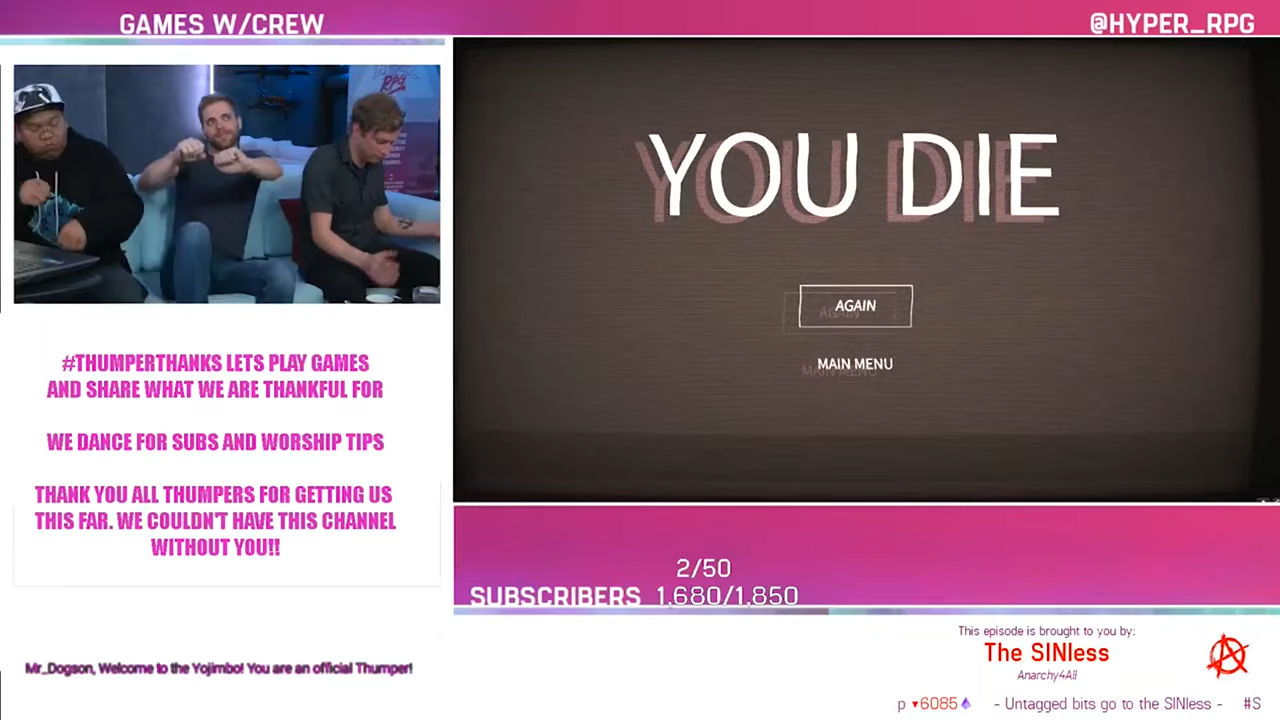 GAMES W/CREW
@HYPER_RPG
RPG
YOU DIE
AGAIN
MAIN MENU
#THUMPERTHANKS LETS PLAY GAMES
AND SHARE WHAT WE ARE THANKFUL FOR
WE DANCE FOR SUBS AND WORSHIP TIPS
THANK YOU ALL THUMPERS FOR GETTING US
THIS FAR. WE COULDN'T HAVE THIS CHANNEL
WITHOUT YOU!!
2/50
SUBSCRIBERS 1,680/1,850
Mr_Dogson, Welcome to the Yojimbo! You are an official Thumper!
This episode is brought to you by:
The SINless
Anarchy4All
p ▾6085 - Untagged bits go to the SINless - #S